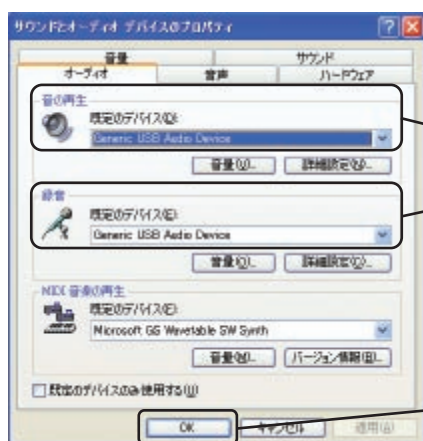 サウンドとオーディオ デバイスのプロパティ
音量
サウンド
オーディオ
音声
ハードウェア
音の再生
既定のデバイス(D):
Generic USB Audio Device
音量(V)...
詳細設定(N)...
録音
既定のデバイス(E):
Generic USB Audio Device
音量(O)...
詳細設定(C)...
MIDI 音楽の再生
既定のデバイス(F):
Microsoft GS Wavetable SW Synth
音量(M)...
バージョン情報(B)...
既定のデバイスのみ使用する(U)
OK
キャンセル
適用(A)